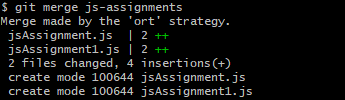 $ git merge js-assignments
Merge made by the 'ort' strategy.
 jsAssignment.js  | 2 ++
 jsAssignment1.js | 2 ++
 2 files changed, 4 insertions(+)
 create mode 100644 jsAssignment.js
 create mode 100644 jsAssignment1.js